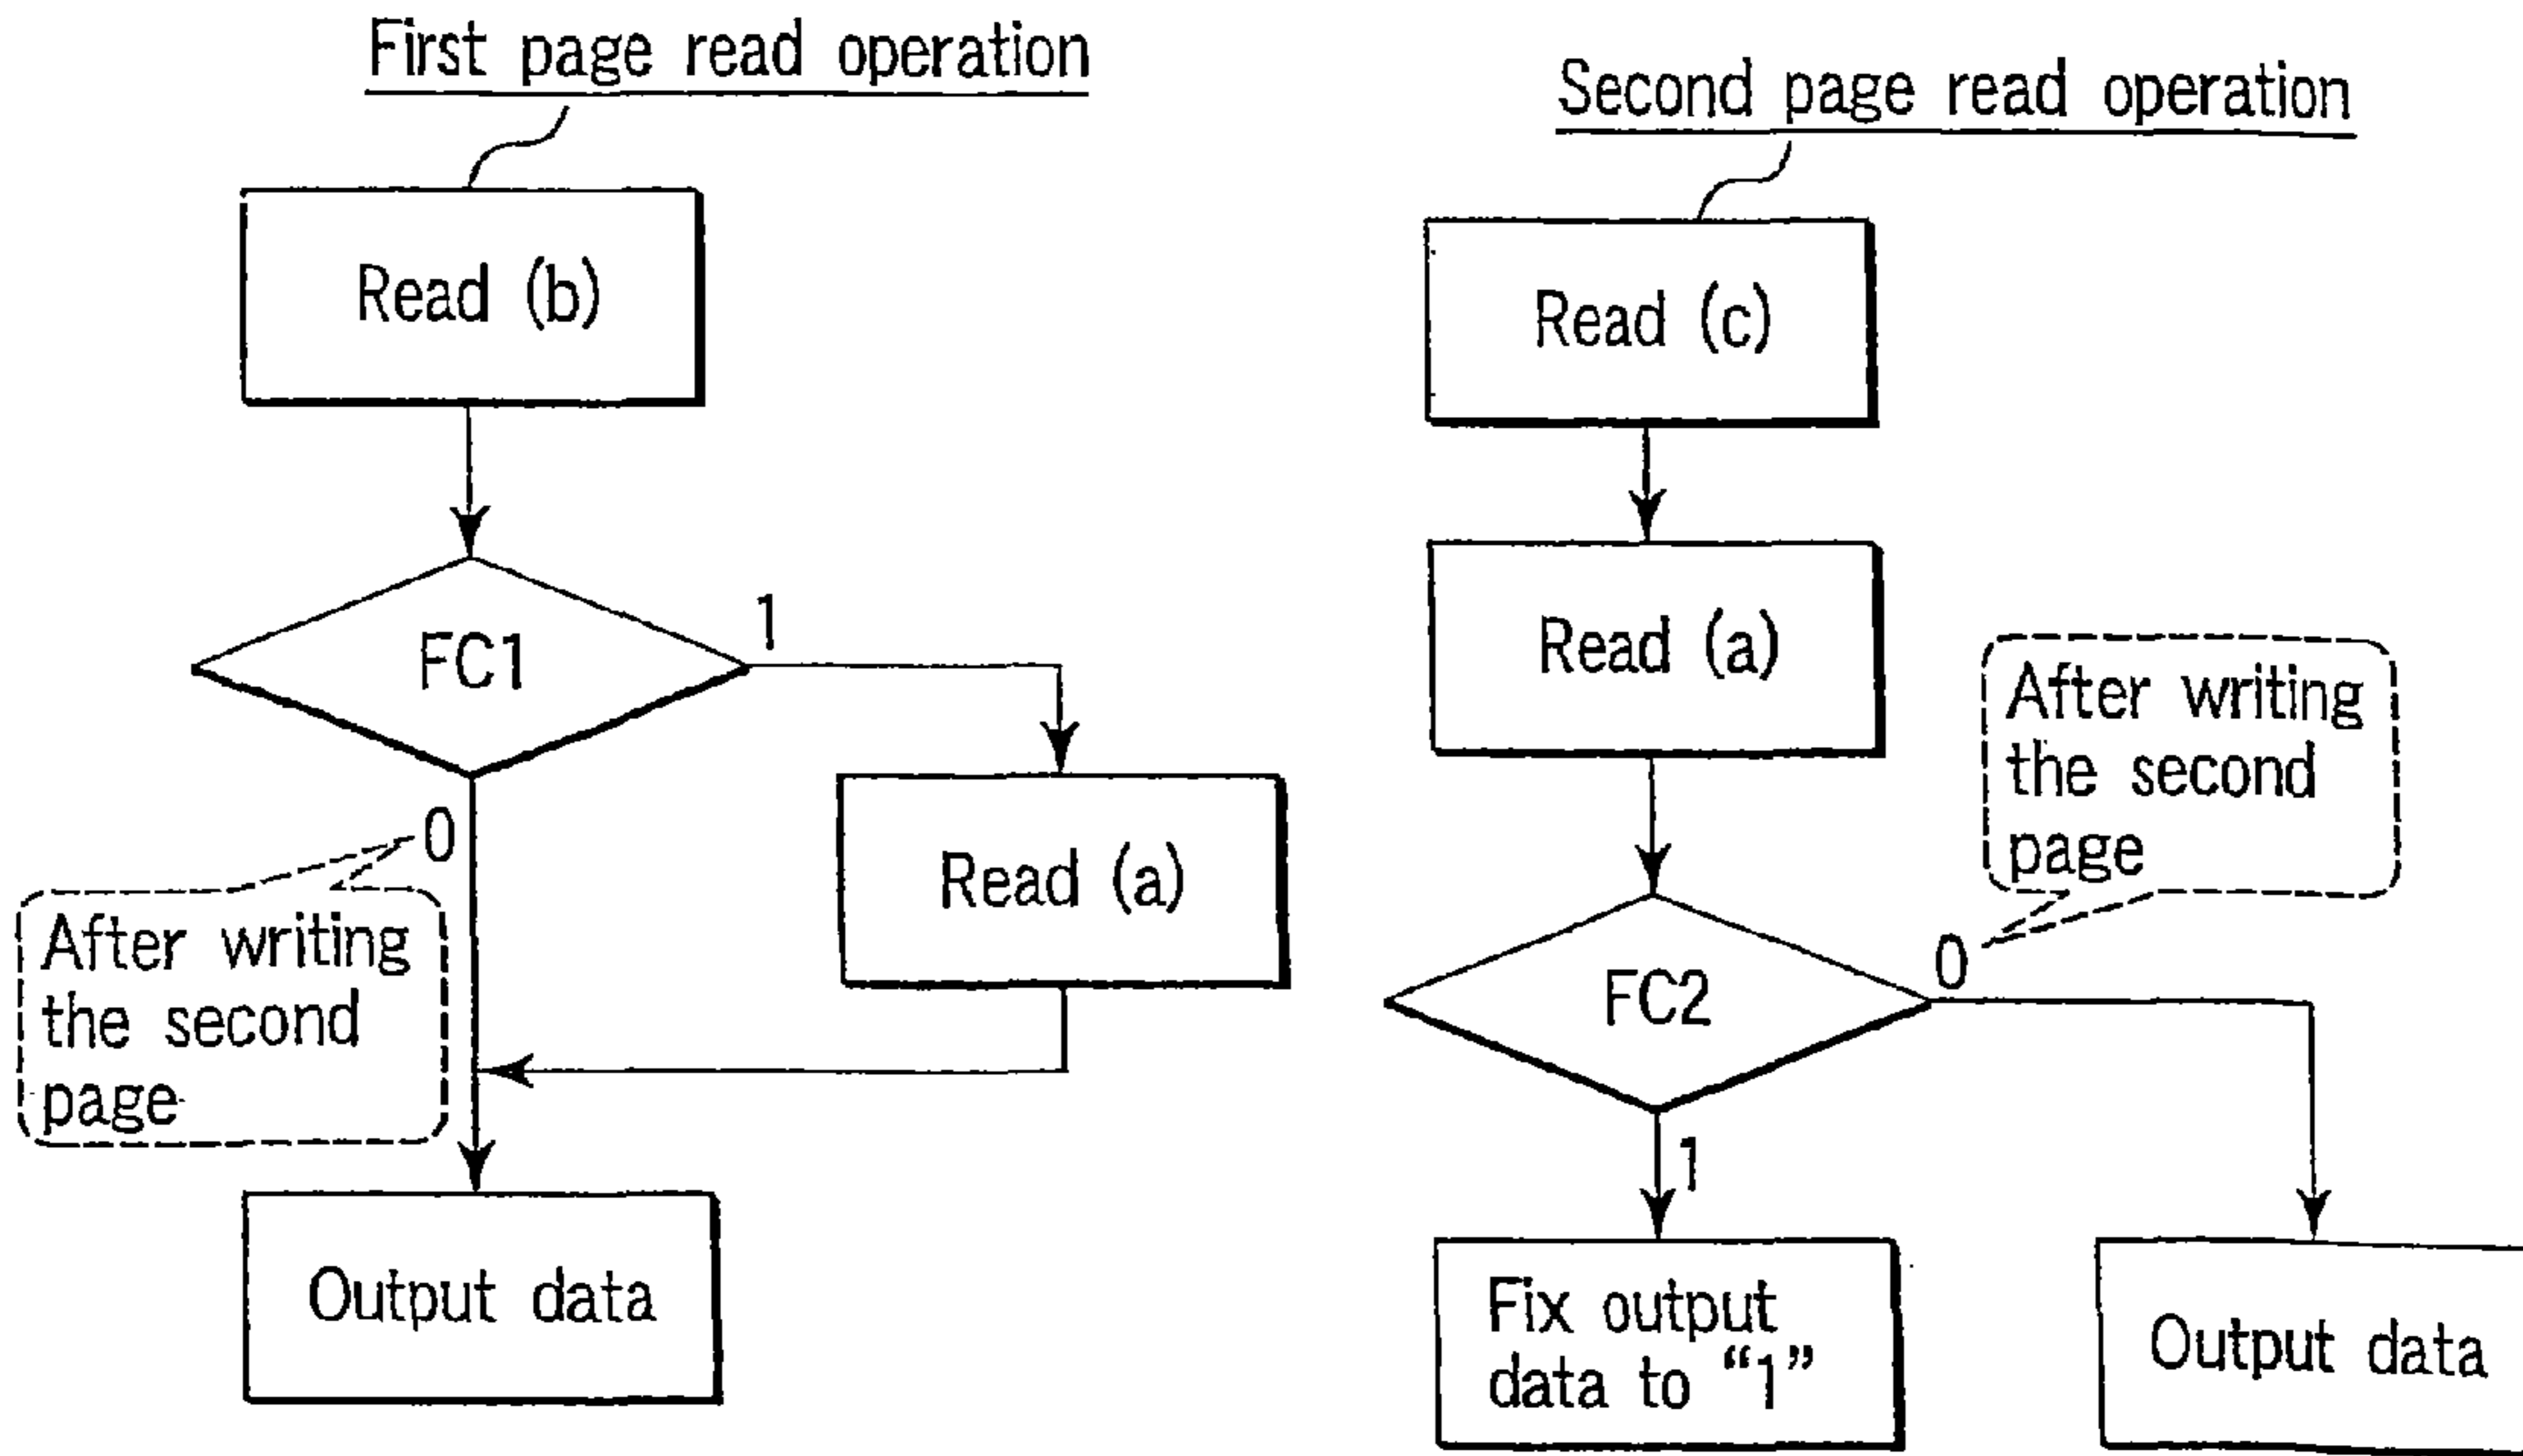 First page read operation
Read (b)
FC1
1
0
Read (a)
After writing
the second
page
Output data
Second page read operation
Read (c)
Read (a)
After writing
the second
page
FC2
0
1
Fix output
data to “1”
Output data